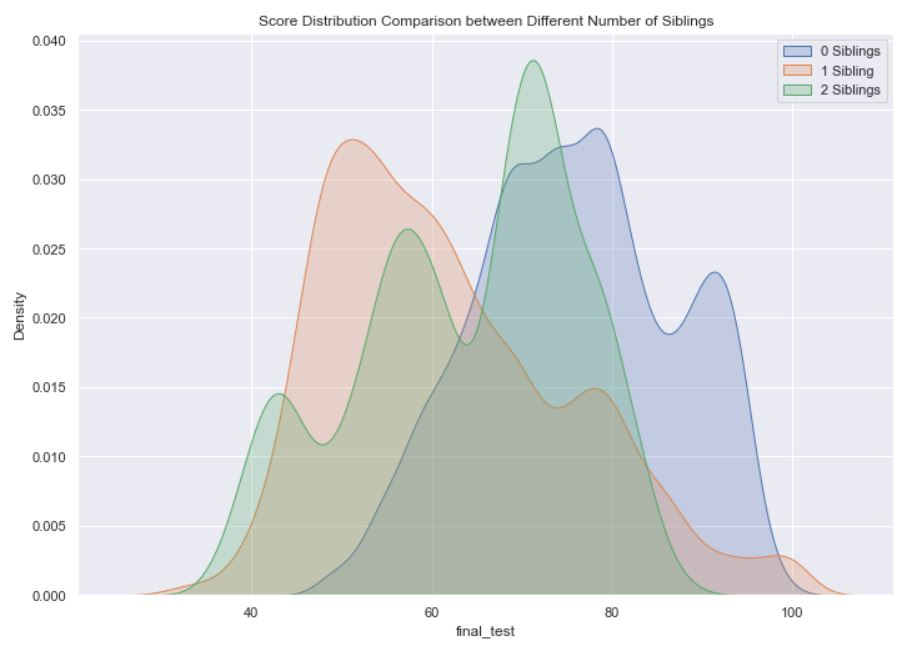 Score Distribution Comparison between Different Number of Siblings
0.040
0.035
0.030
0.025
0.020
0.015
0.010
0.005
0.000
Density
0 Siblings
1 Sibling
2 Siblings
40 60 80 100
final_test